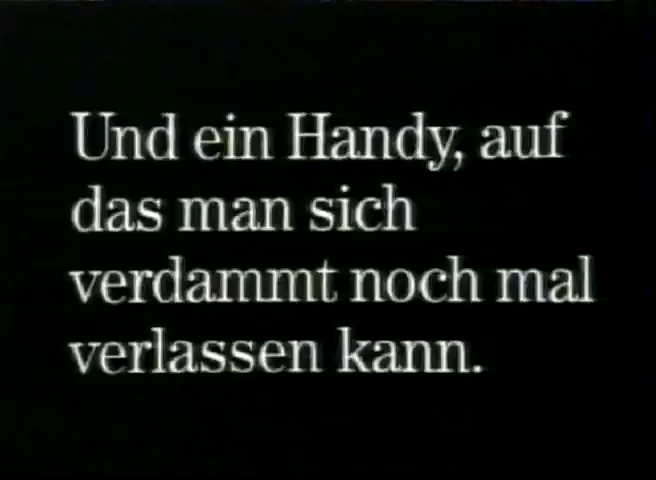 Und ein Handy, auf
das man sich
verdammt noch mal
verlassen kann.